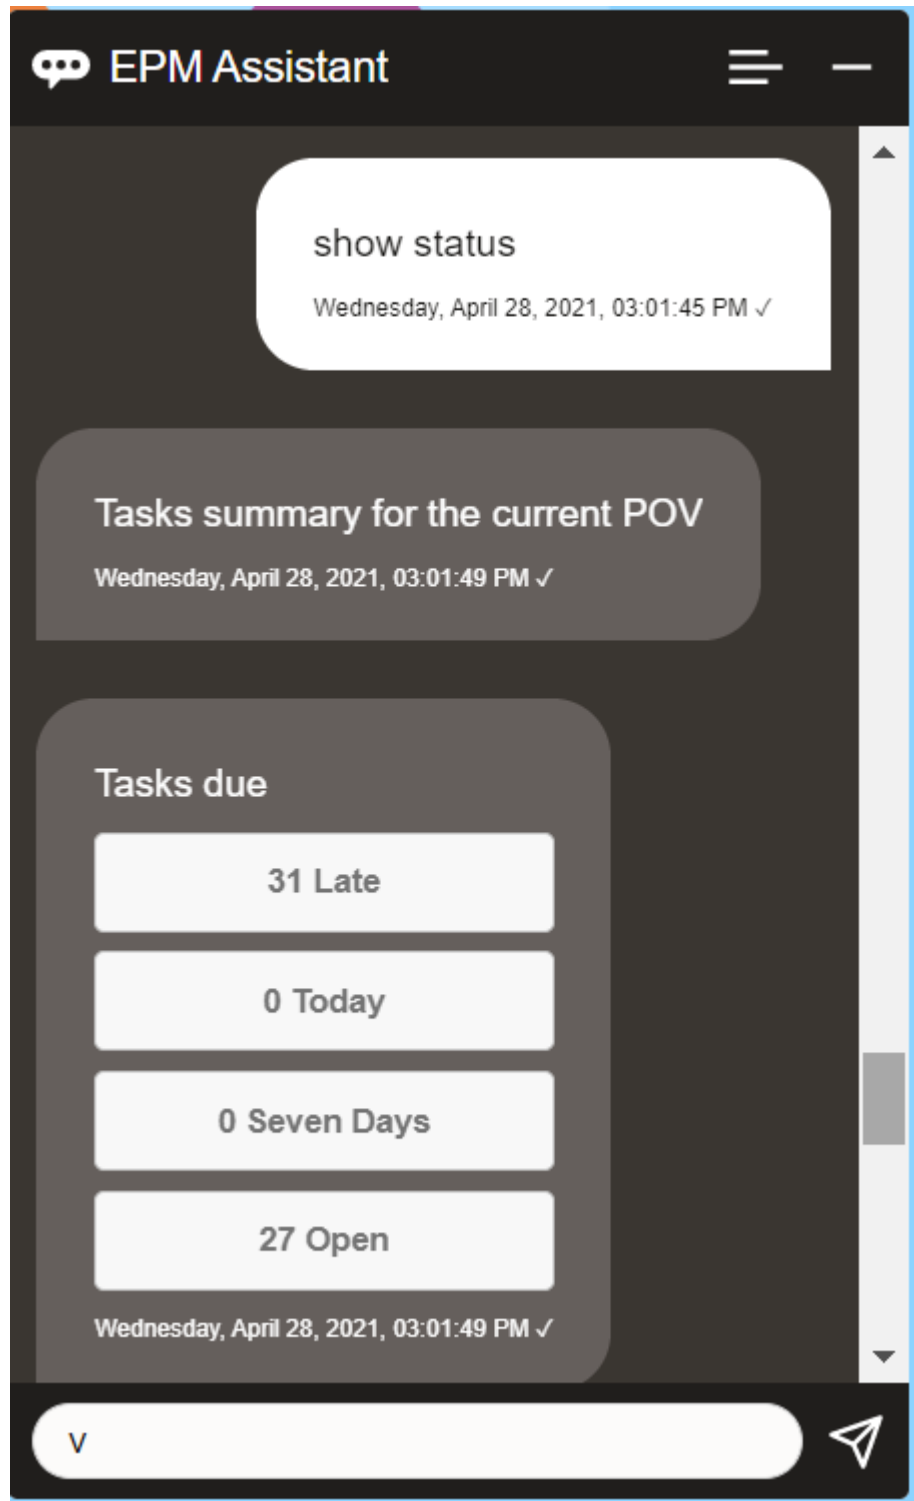 EPM Assistant
show status
Wednesday, April 28, 2021, 03:01:45 PM ✓
Tasks summary for the current POV
Wednesday, April 28, 2021, 03:01:49 PM ✓
Tasks due
31 Late
0 Today
0 Seven Days
27 Open
Wednesday, April 28, 2021, 03:01:49 PM ✓
v